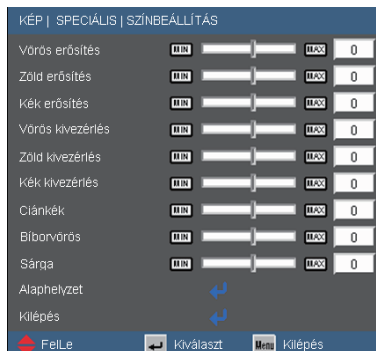 KÉP | SPECIÁLIS | SZÍNBEÁLLÍTÁS
Vörös erősítés MIN MAX 0
Zöld erősítés MIN MAX 0
Kék erősítés MIN MAX 0
Vörös kivezérlés MIN MAX 0
Zöld kivezérlés MIN MAX 0
Kék kivezérlés MIN MAX 0
Ciánkék MIN MAX 0
Bíborvörös MIN MAX 0
Sárga MIN MAX 0
Alaphelyzet
Kilépés
FelLe Kiválaszt Menu Kilépés